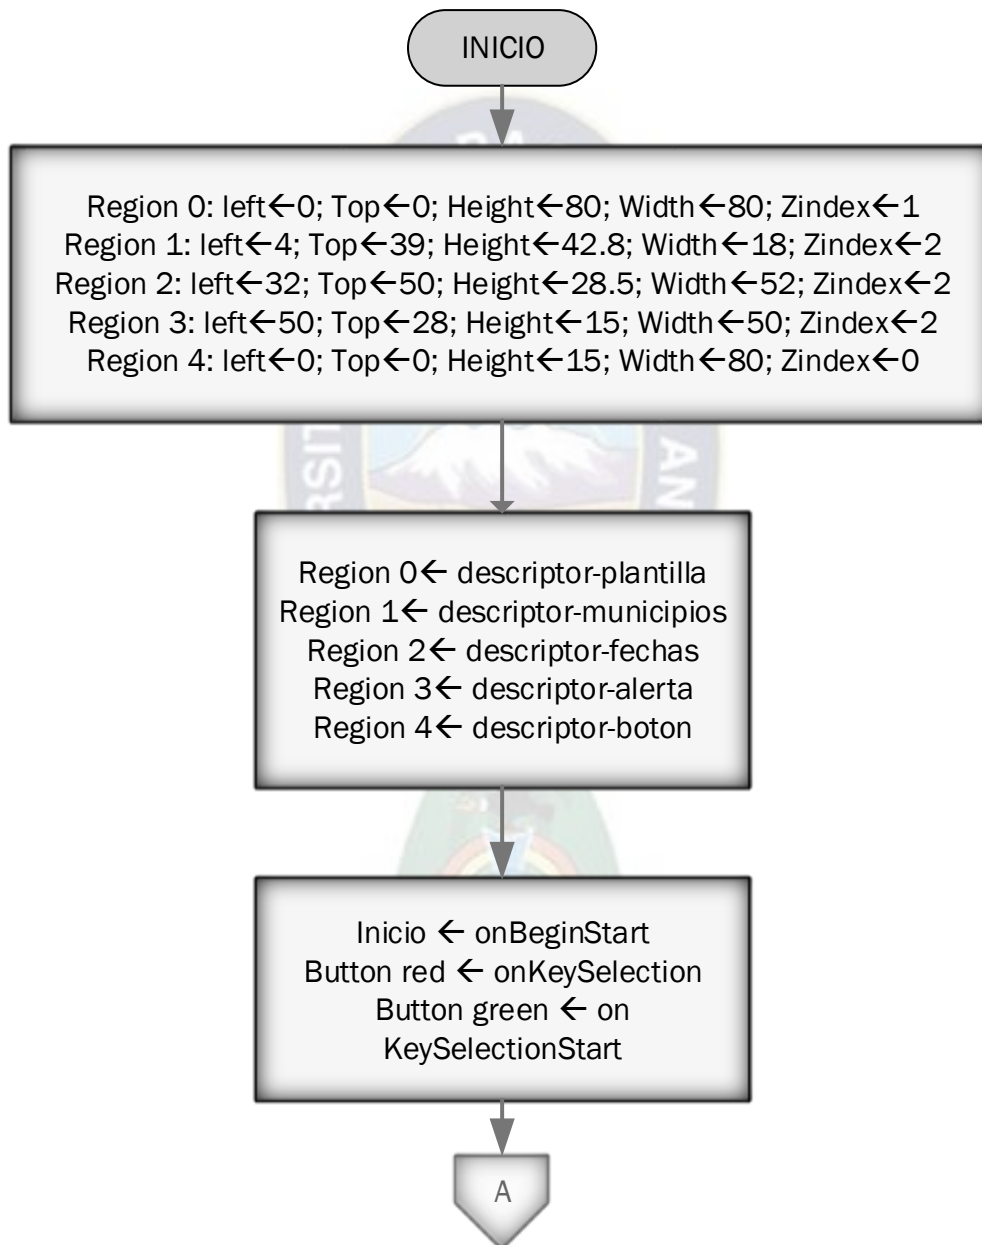 INICIO
Region 0: left←0; Top←0; Height←80; Width←80; Zindex←1
Region 1: left←4; Top←39; Height←42.8; Width←18; Zindex←2
Region 2: left←32; Top←50; Height←28.5; Width←52; Zindex←2
Region 3: left←50; Top←28; Height←15; Width←50; Zindex←2
Region 4: left←0; Top←0; Height←15; Width←80; Zindex←0
Region 0← descriptor-plantilla
Region 1← descriptor-municipios
Region 2← descriptor-fechas
Region 3← descriptor-alerta
Region 4← descriptor-boton
Inicio ← onBeginStart
Button red ← onKeySelection
Button green ← on
KeySelectionStart
A